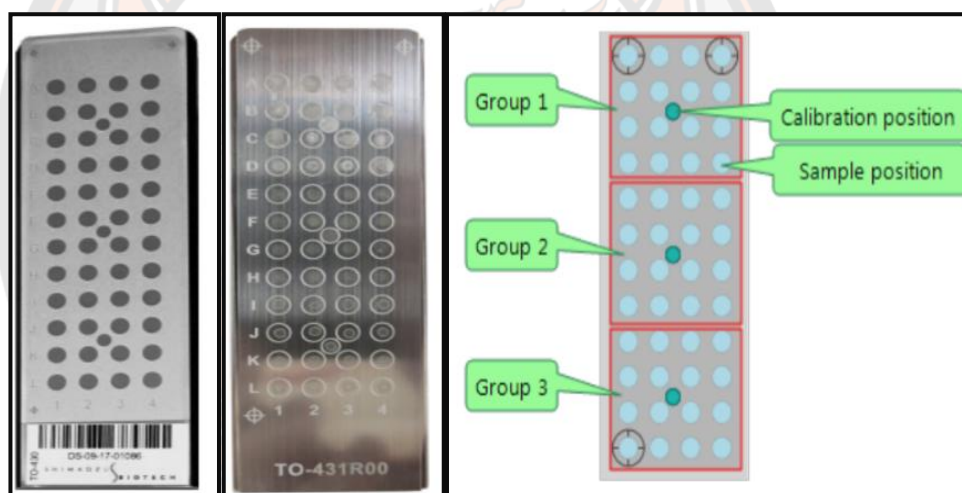 1 2 3 4
DS-09-17-01086
TO-430
SHIMADZU BIOTECH
A
B
C
D
E
F
G
H
I
J
K
L
1 2 3 4
TO-431R00
Group 1
Calibration position
Sample position
Group 2
Group 3